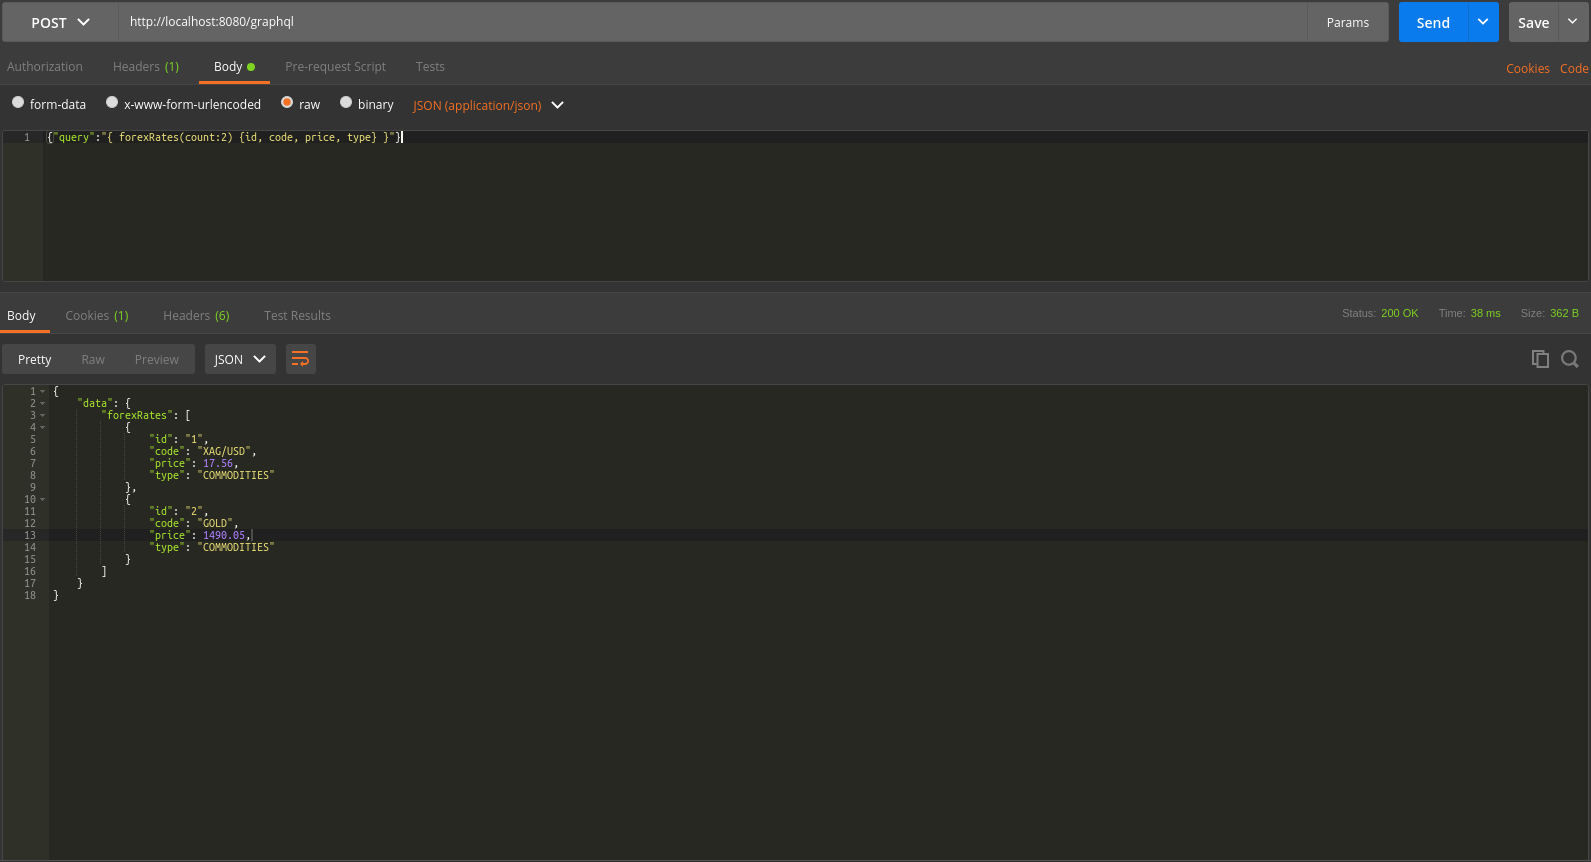 POST http://localhost:8080/graphql Params Send Save
Authorization Headers (1) Body Pre-request Script Tests Cookies Code
form-data x-www-form-urlencoded raw binary JSON (application/json)
1 {"query":"{ forexRates(count:2) {id, code, price, type} }"}
Body Cookies (1) Headers (6) Test Results Status: 200 OK Time: 38 ms Size: 362 B
Pretty Raw Preview JSON
1 {
2 "data": {
3 "forexRates": [
4 {
5 "id": "1",
6 "code": "XAG/USD",
7 "price": 17.56,
8 "type": "COMMODITIES"
9 },
10 {
11 "id": "2",
12 "code": "GOLD",
13 "price": 1490.05,
14 "type": "COMMODITIES"
15 }
16 ]
17 }
18 }